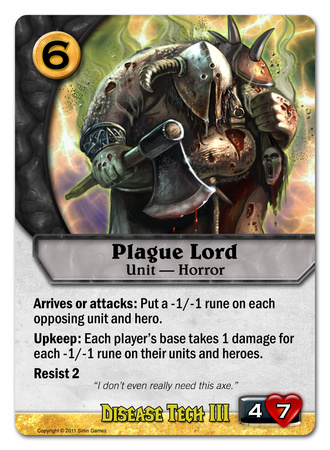 6
Plague Lord
Unit — Horror
Arrives or attacks: Put a -1/-1 rune on each
opposing unit and hero.
Upkeep: Each player's base takes 1 damage for
each -1/-1 rune on their units and heroes.
Resist 2
"I don't even really need this axe."
Disease Tech III
4 7
Copyright © 2011 Sirlin Games